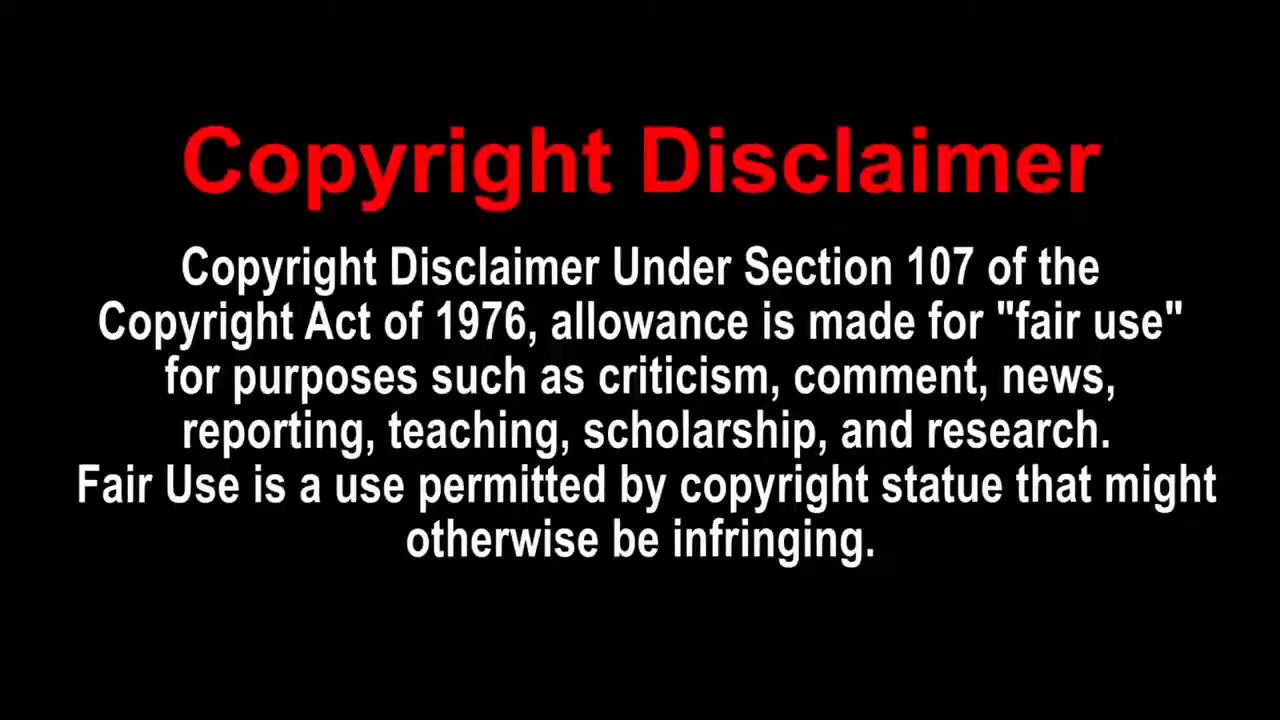 Copyright Disclaimer
Copyright Disclaimer Under Section 107 of the
Copyright Act of 1976, allowance is made for "fair use"
for purposes such as criticism, comment, news,
reporting, teaching, scholarship, and research.
Fair Use is a use permitted by copyright statue that might
otherwise be infringing.